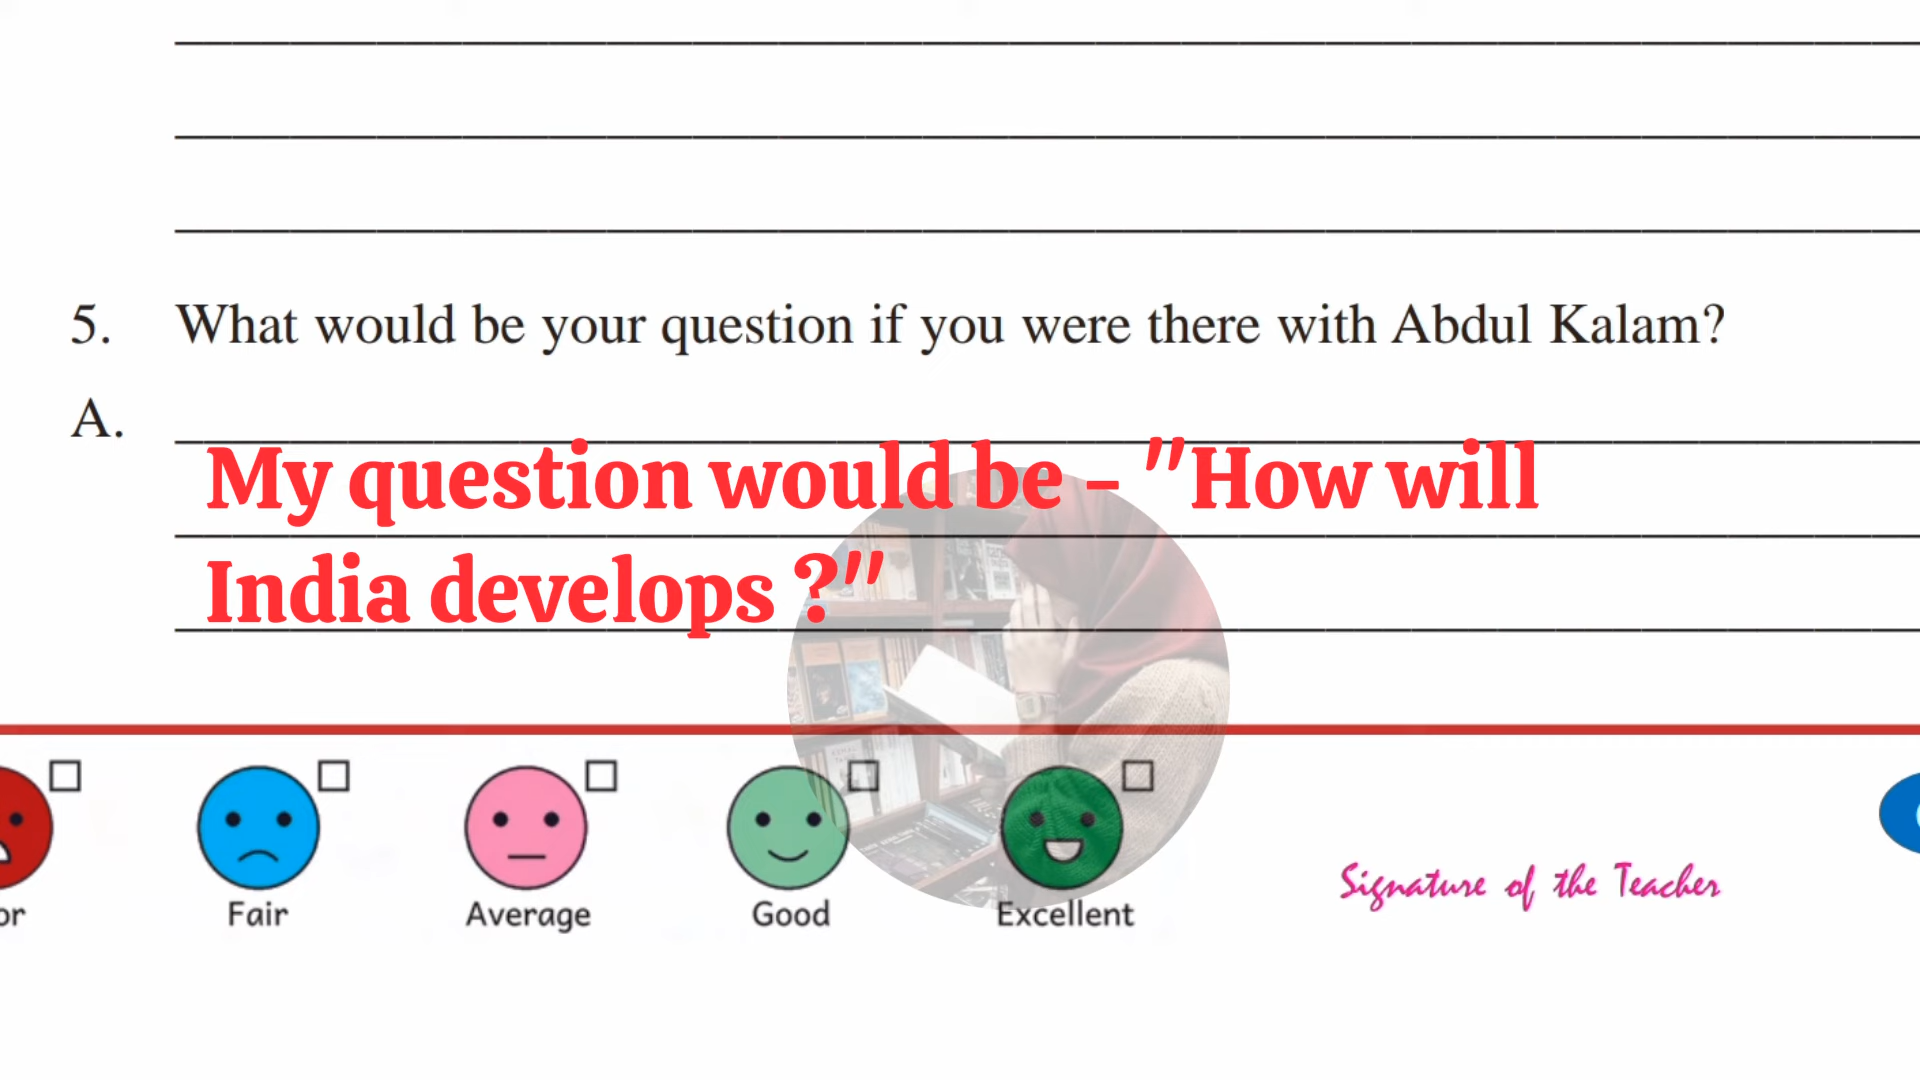 5. What would be your question if you were there with Abdul Kalam?
A.
My question would be - "How will
India develops ?"
or Fair Average Good Excellent
Signature of the Teacher